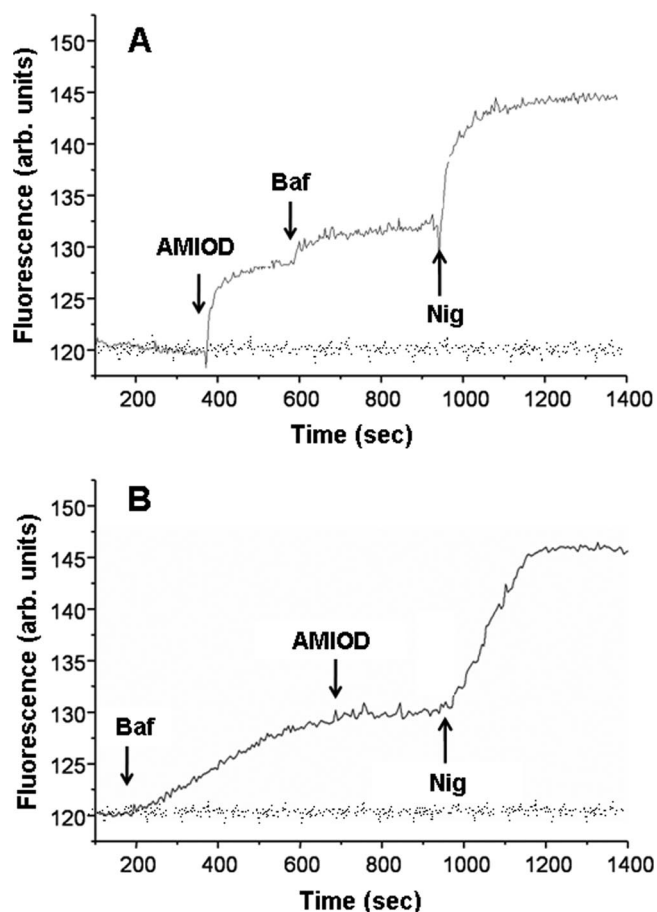 A
Fluorescence (arb. units)
150
145
140
135
130
125
120
AMIOD
Baf
Nig
200 400 600 800 1000 1200 1400
Time (sec)
B
Fluorescence (arb. units)
150
145
140
135
130
125
120
Baf
AMIOD
Nig
200 400 600 800 1000 1200 1400
Time (sec)